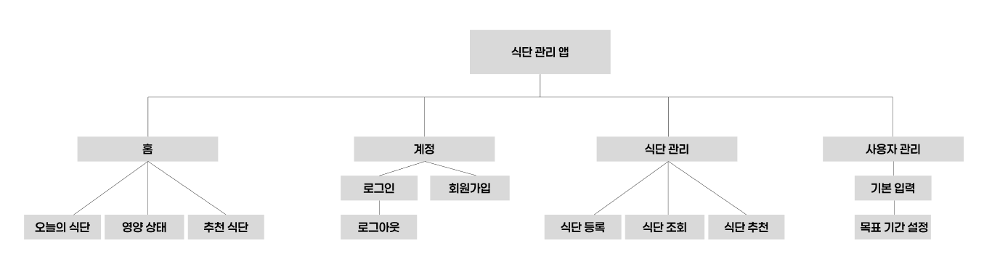 식단 관리 앱
홈
계정
식단 관리
사용자 관리
로그인
회원가입
기본 입력
오늘의 식단
영양 상태
추천 식단
로그아웃
식단 등록
식단 조회
식단 추천
목표 기간 설정